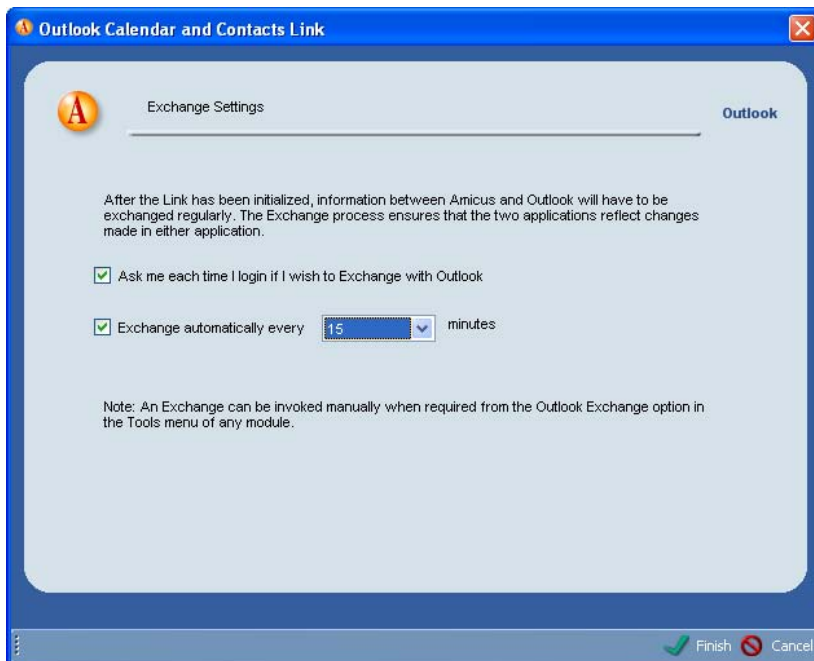 Outlook Calendar and Contacts Link
A
Exchange Settings
Outlook
After the Link has been initialized, information between Amicus and Outlook will have to be
exchanged regularly. The Exchange process ensures that the two applications reflect changes
made in either application.
Ask me each time I login if I wish to Exchange with Outlook
Exchange automatically every 15 minutes
Note: An Exchange can be invoked manually when required from the Outlook Exchange option in
the Tools menu of any module.
Finish Cancel